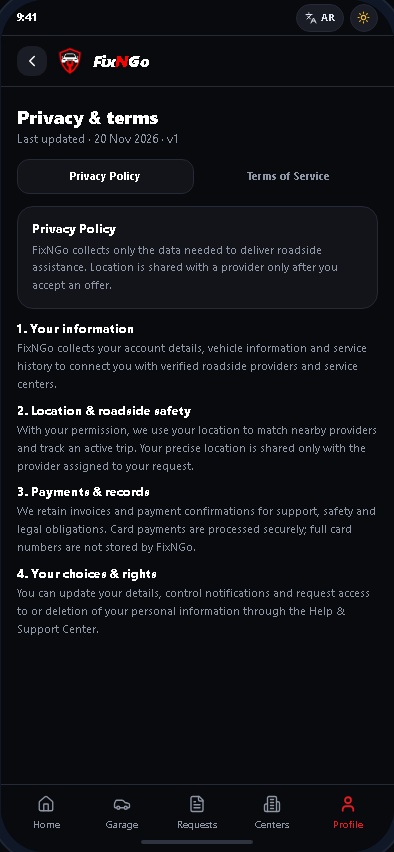 9:41
AR
FixNGo
Privacy & terms
Last updated · 20 Nov 2026 · v1
Privacy Policy
Terms of Service
Privacy Policy
FixNGo collects only the data needed to deliver roadside
assistance. Location is shared with a provider only after you
accept an offer.
1. Your information
FixNGo collects your account details, vehicle information and service
history to connect you with verified roadside providers and service
centers.
2. Location & roadside safety
With your permission, we use your location to match nearby providers
and track an active trip. Your precise location is shared only with the
provider assigned to your request.
3. Payments & records
We retain invoices and payment confirmations for support, safety and
legal obligations. Card payments are processed securely; full card
numbers are not stored by FixNGo.
4. Your choices & rights
You can update your details, control notifications and request access
to or deletion of your personal information through the Help &
Support Center.
Home
Garage
Requests
Centers
Profile